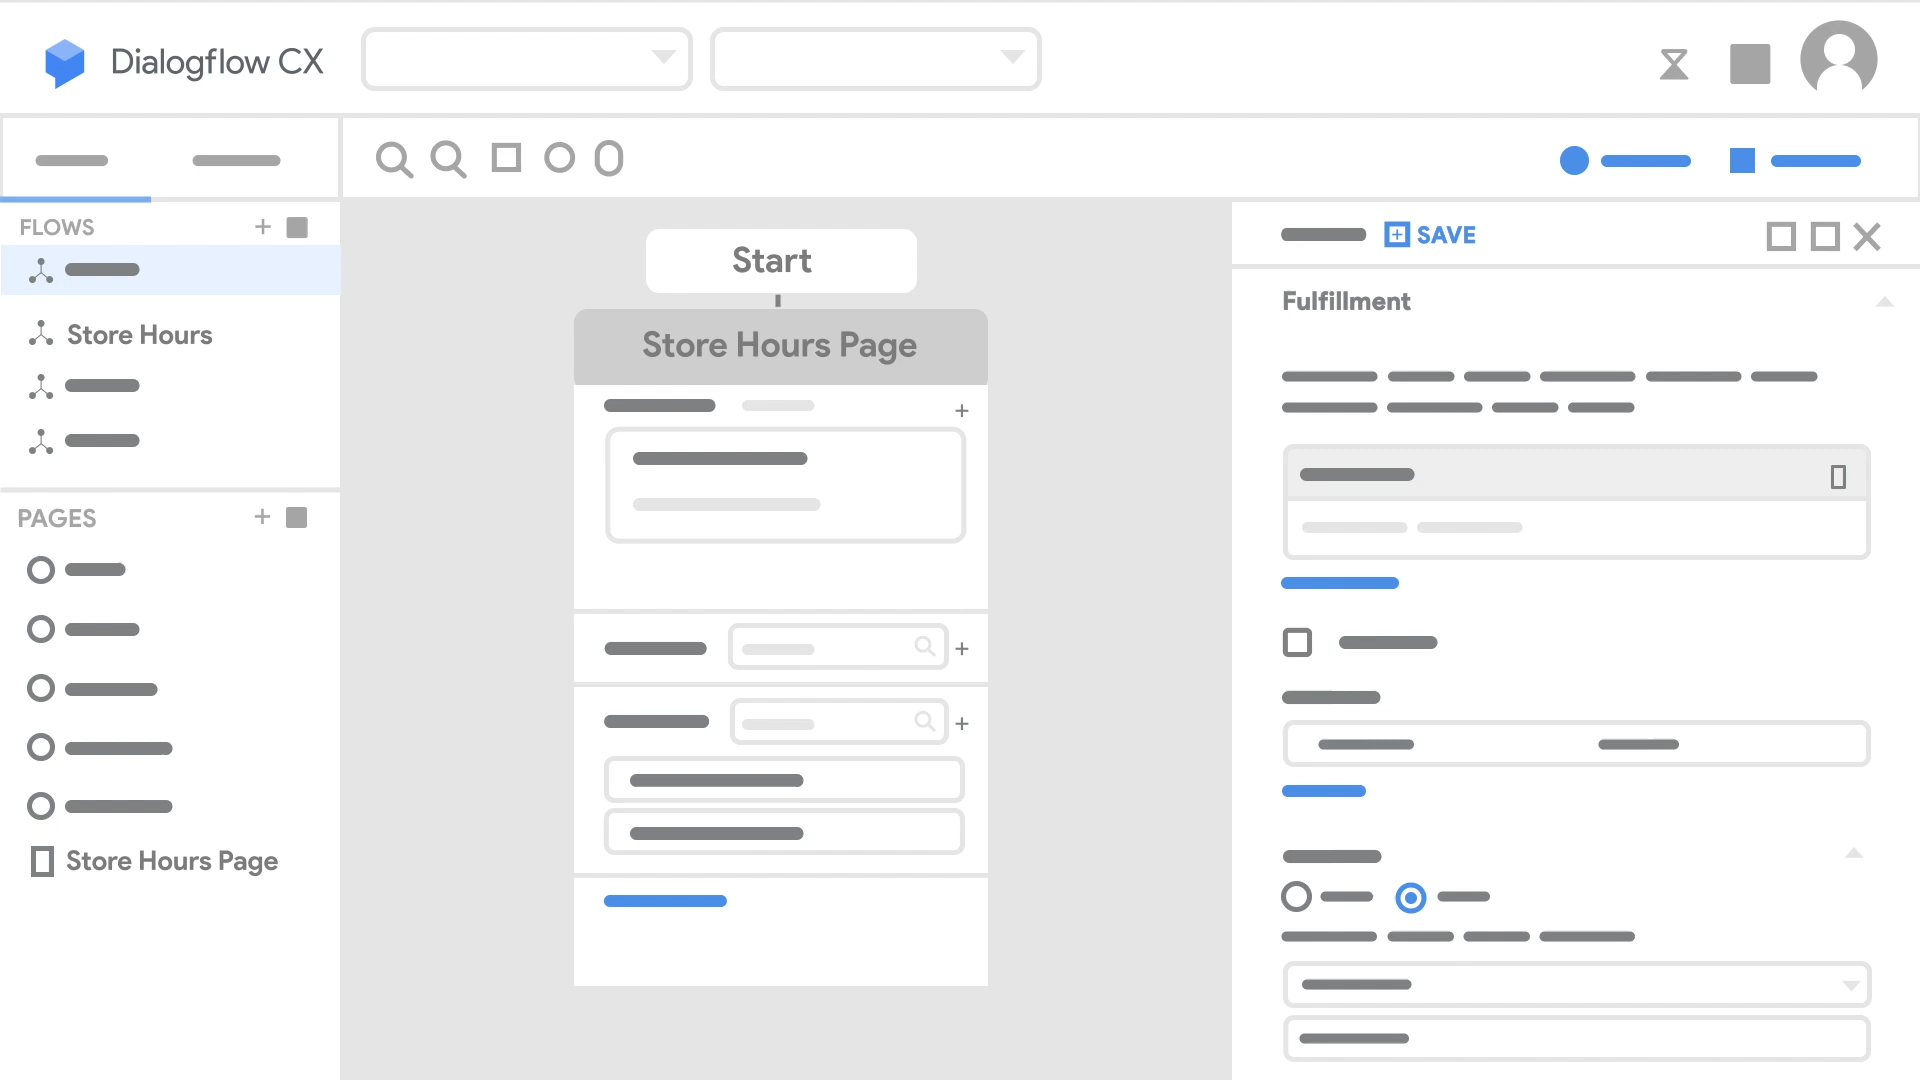 Dialogflow CX
FLOWS
Store Hours
PAGES
Store Hours Page
Start
Store Hours Page
SAVE
Fulfillment